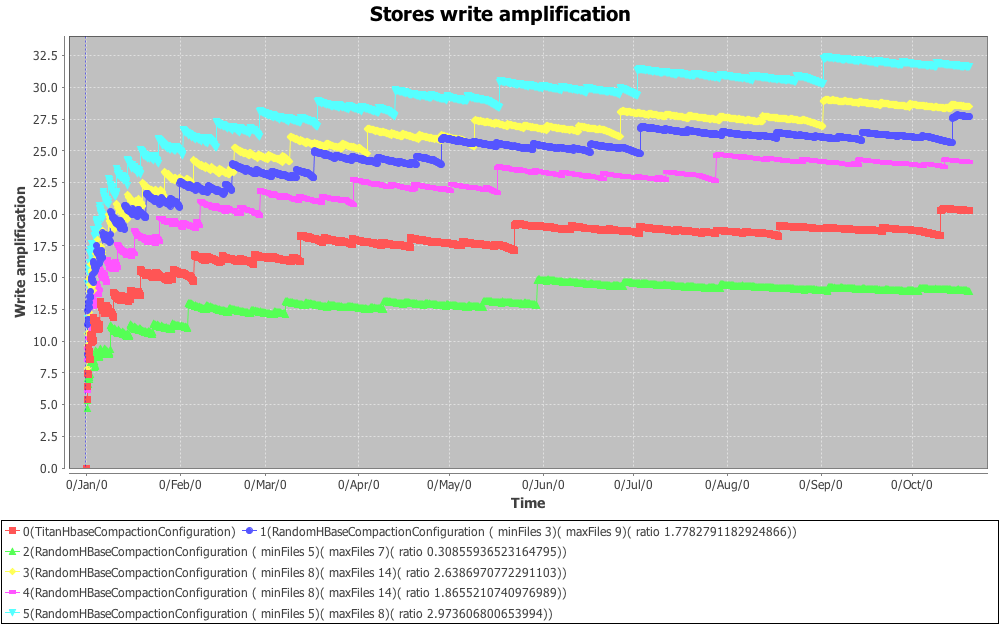 Stores write amplification
Write amplification
32.5
30.0
27.5
25.0
22.5
20.0
17.5
15.0
12.5
10.0
7.5
5.0
2.5
0.0
0/Jan/0 0/Feb/0 0/Mar/0 0/Apr/0 0/May/0 0/Jun/0 0/Jul/0 0/Aug/0 0/Sep/0 0/Oct/0
Time
0(TitanHbaseCompactionConfiguration) 1(RandomHBaseCompactionConfiguration ( minFiles 3)( maxFiles 9)( ratio 1.7782791182924866))
2(RandomHBaseCompactionConfiguration ( minFiles 5)( maxFiles 7)( ratio 0.30855936523164795))
3(RandomHBaseCompactionConfiguration ( minFiles 8)( maxFiles 14)( ratio 2.6386970772291103))
4(RandomHBaseCompactionConfiguration ( minFiles 8)( maxFiles 14)( ratio 1.8655210740976989))
5(RandomHBaseCompactionConfiguration ( minFiles 5)( maxFiles 8)( ratio 2.973606800653994))